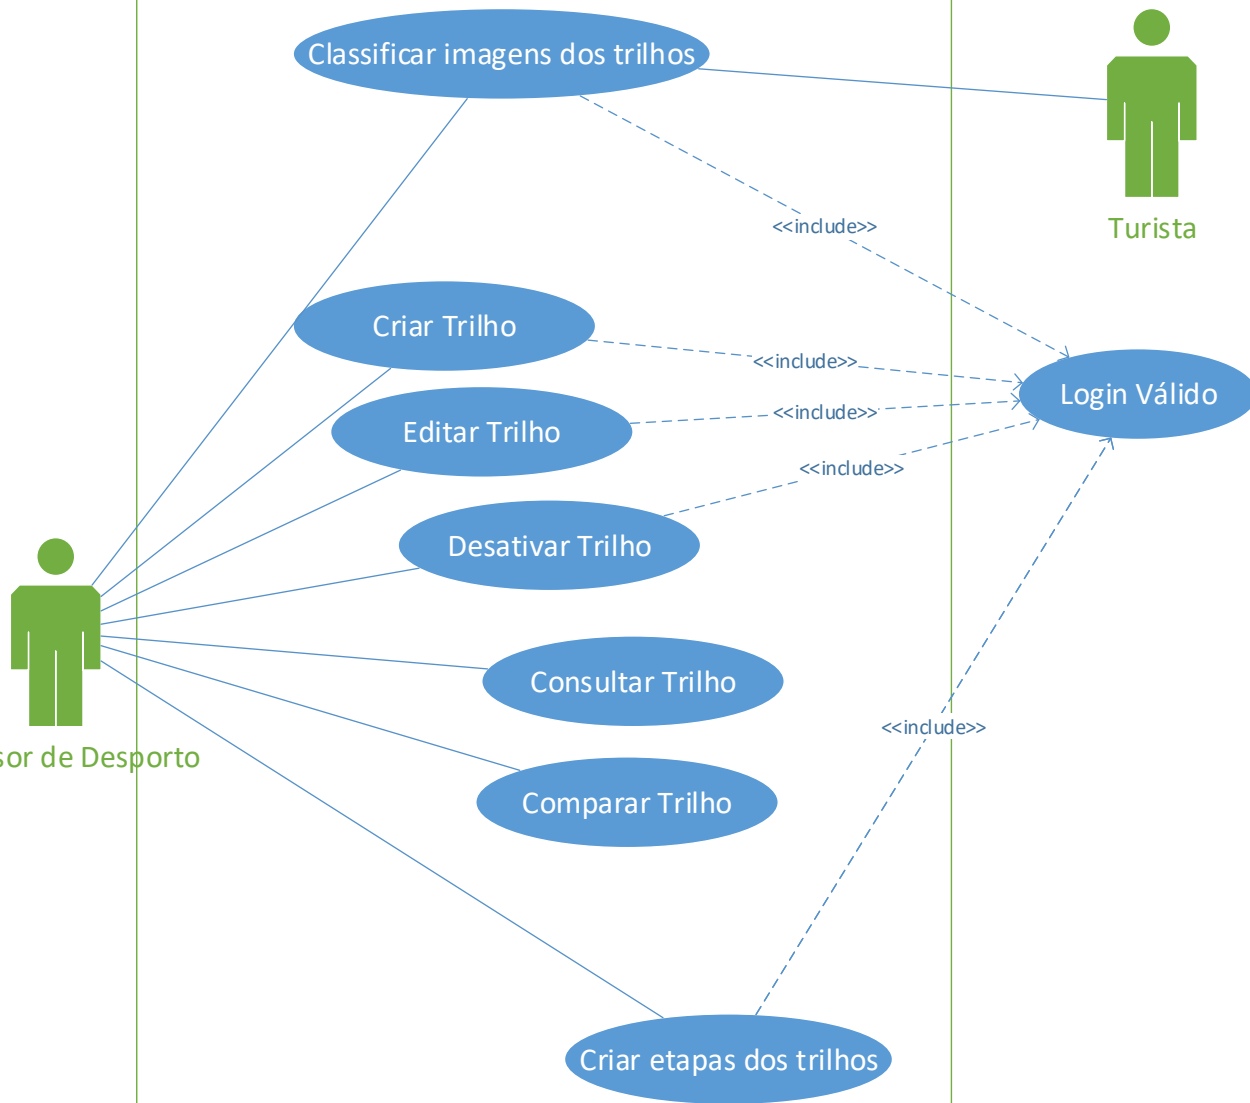 Classificar imagens dos trilhos
<<include>>
Turista
Criar Trilho
<<include>>
Login Válido
Editar Trilho
<<include>>
<<include>>
Desativar Trilho
Consultar Trilho
<<include>>
sor de Desporto
Comparar Trilho
Criar etapas dos trilhos